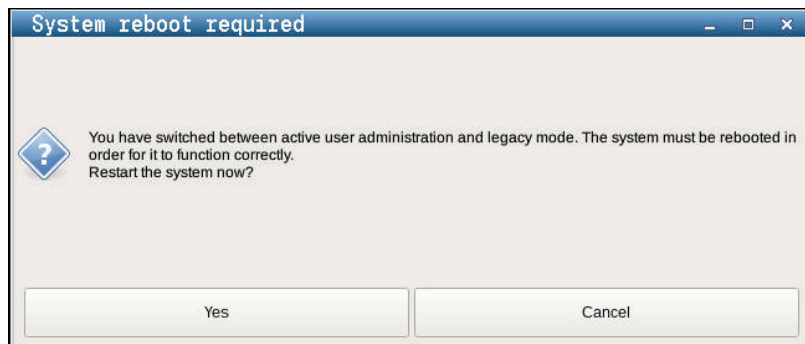 System reboot required
You have switched between active user administration and legacy mode. The system must be rebooted in
order for it to function correctly.
Restart the system now?
Yes
Cancel